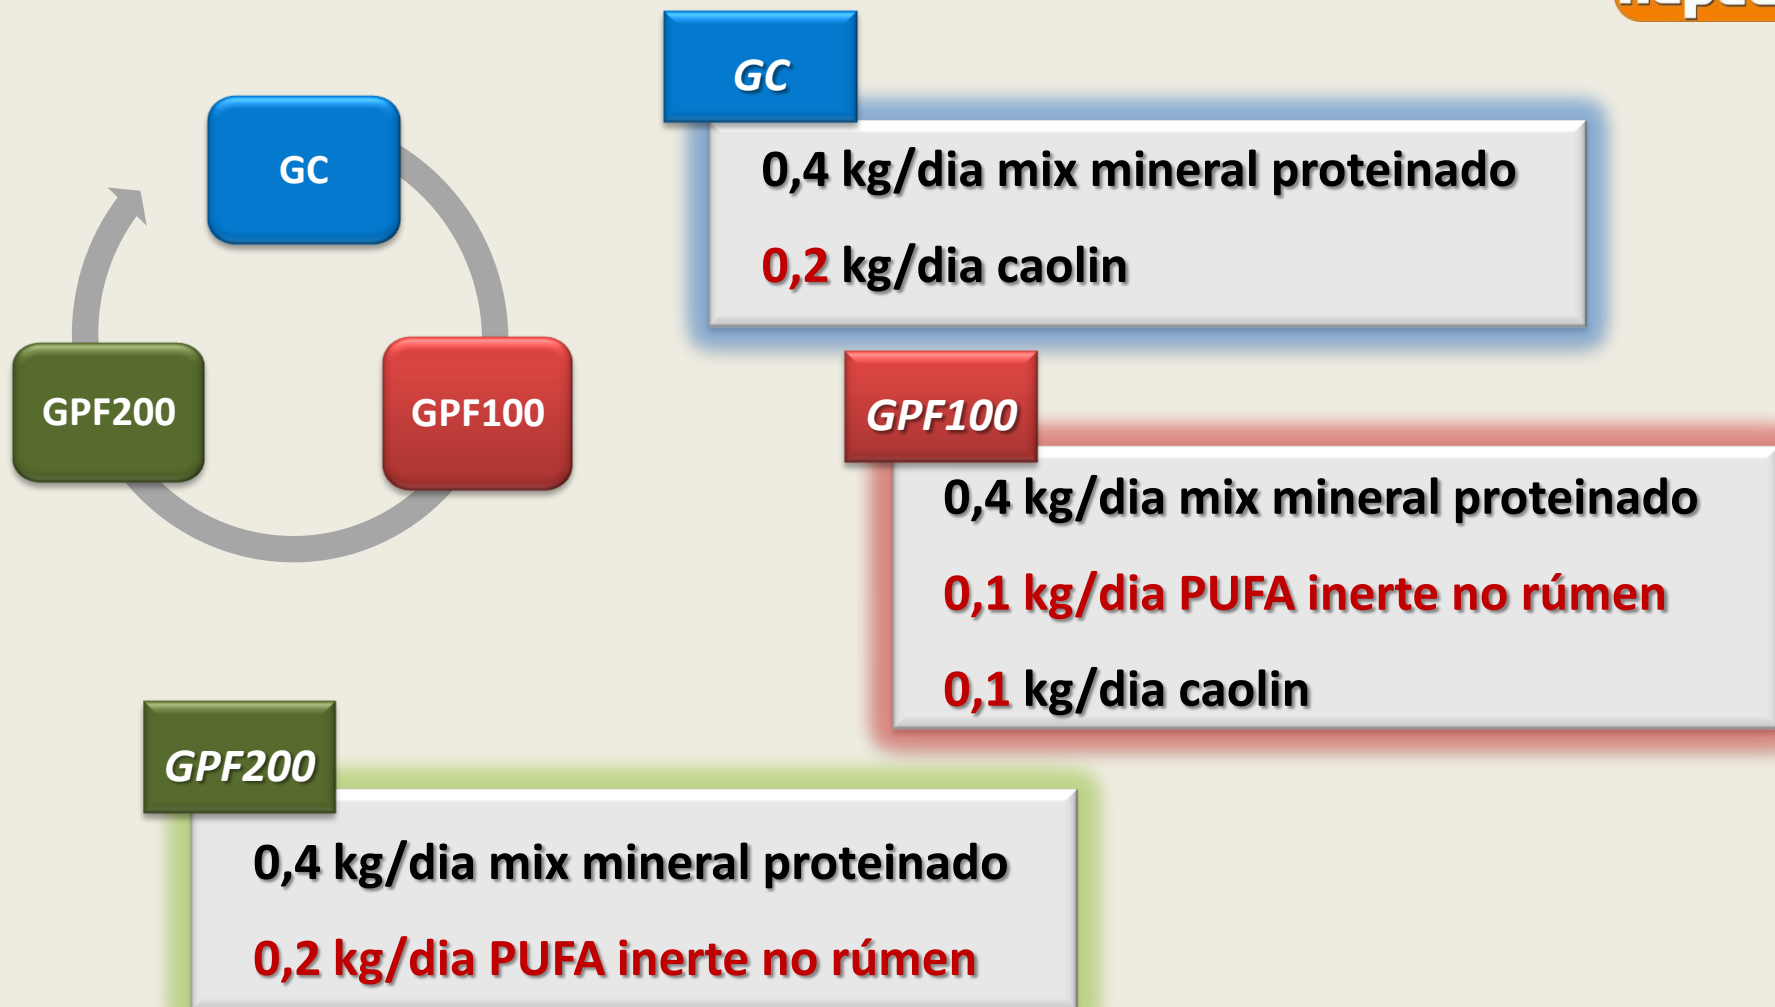 GC
GPF200
GPF100
GC
0,4 kg/dia mix mineral proteinado
0,2 kg/dia caolin
GPF100
0,4 kg/dia mix mineral proteinado
0,1 kg/dia PUFA inerte no rúmen
0,1 kg/dia caolin
GPF200
0,4 kg/dia mix mineral proteinado
0,2 kg/dia PUFA inerte no rúmen